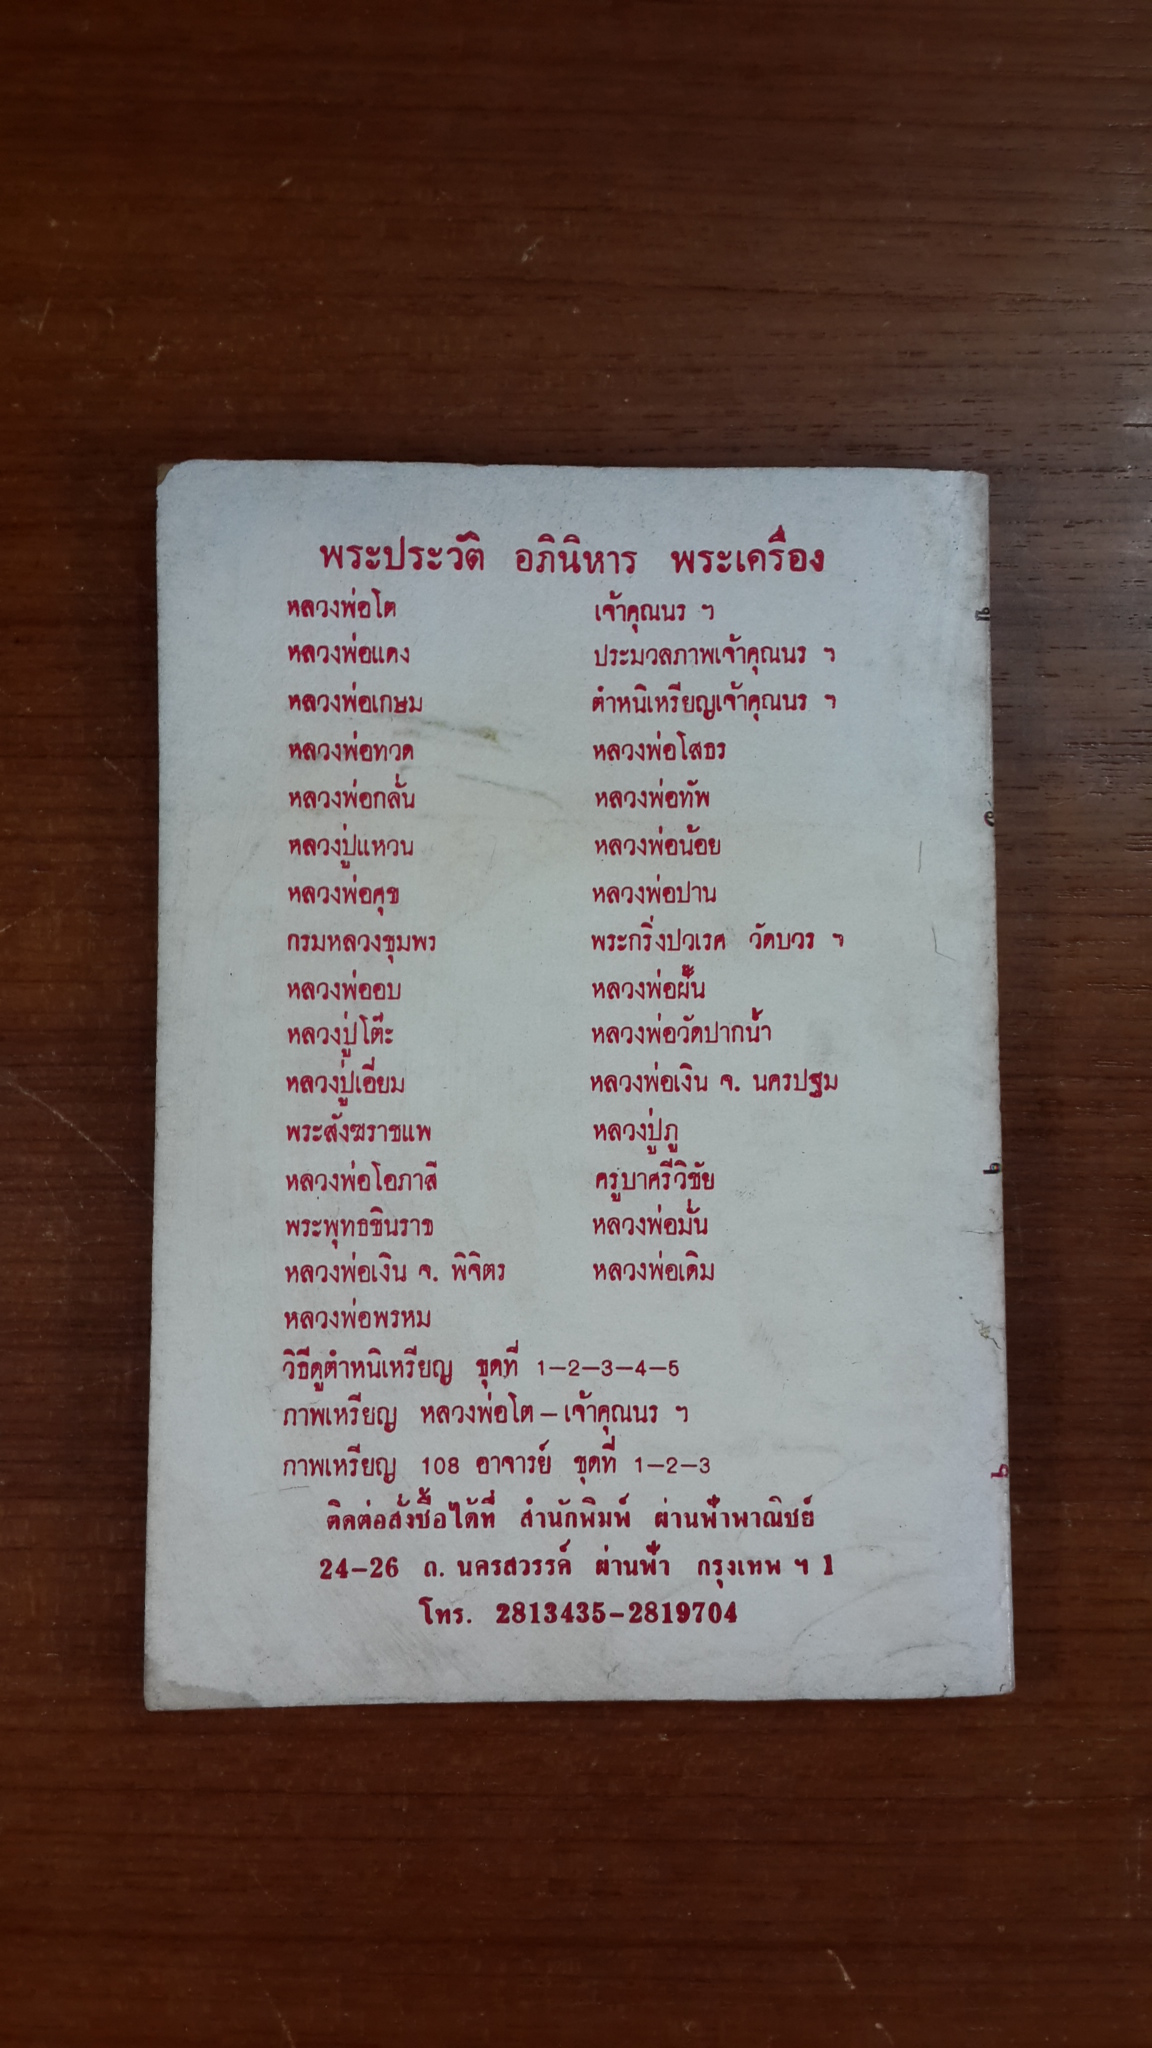 พระประวัติ อภินิหาร พระเครื่อง
หลวงพ่อโต เจ้าคุณนร ฯ
หลวงพ่อแดง ประมวลภาพเจ้าคุณนร ฯ
หลวงพ่อเกษม ตำหนิเหรียญเจ้าคุณนร ฯ
หลวงพ่อทวด หลวงพ่อโสธร
หลวงพ่อกลั่น หลวงพ่อทัพ
หลวงปู่แหวน หลวงพ่อน้อย
หลวงพ่อศุข หลวงพ่อปาน
กรมหลวงชุมพร พระกริ่งปวเรศ วัดบวร ฯ
หลวงพ่ออบ หลวงพ่อฝั้น
หลวงปู่โต๊ะ หลวงพ่อวัดปากน้ำ
หลวงปู่เอี่ยม หลวงพ่อเงิน จ. นครปฐม
พระสังฆราชแพ หลวงปู่ภู
หลวงพ่อโอภาสี ครูบาศรีวิชัย
พระพุทธชินราช หลวงพ่อมั่น
หลวงพ่อเงิน จ. พิจิตร หลวงพ่อเดิม
หลวงพ่อพรหม
วิธีดูตำหนิเหรียญ ชุดที่ 1-2-3-4-5
ภาพเหรียญ หลวงพ่อโต - เจ้าคุณนร ฯ
ภาพเหรียญ 108 อาจารย์ ชุดที่ 1-2-3
ติดต่อสั่งซื้อได้ที่ สำนักพิมพ์ ผ่านฟ้าพาณิชย์
24-26 ถ. นครสวรรค์ ผ่านฟ้า กรุงเทพ ฯ 1
โทร. 2813435-2819704